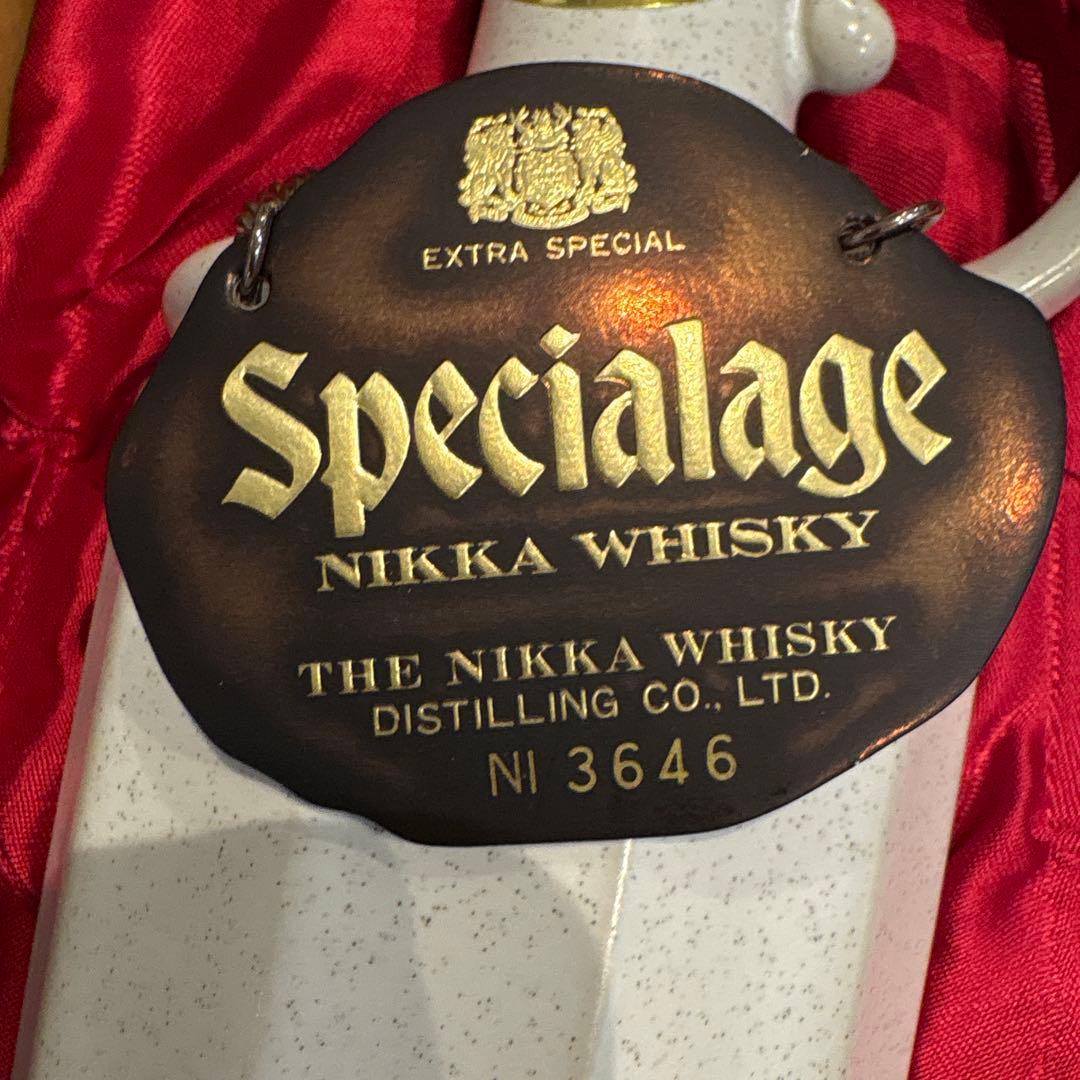 EXTRA SPECIAL
Specialage
NIKKA WHISKY
THE NIKKA WHISKY
DISTILLING CO., LTD.
NI 3646